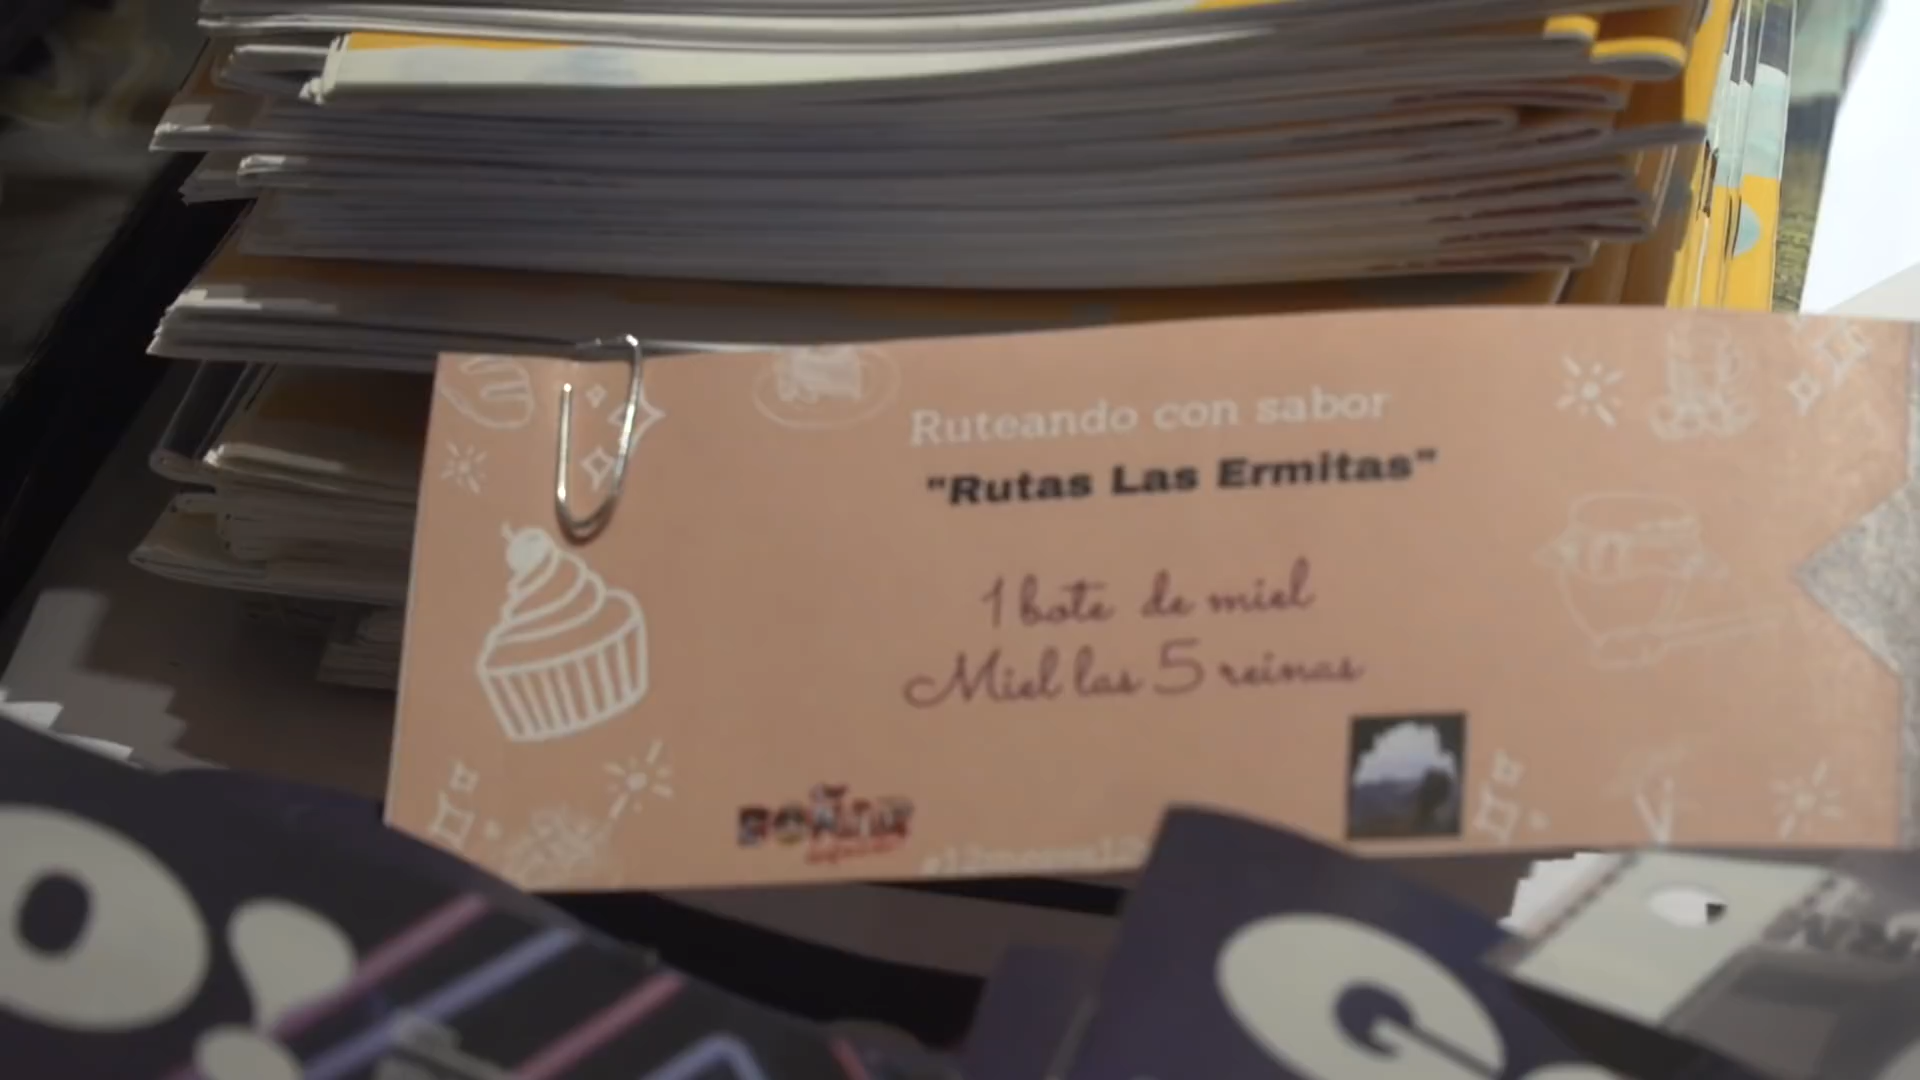 Ruteando con sabor
"Rutas Las Ermitas"
1 bote de miel
Miel las 5 reinas